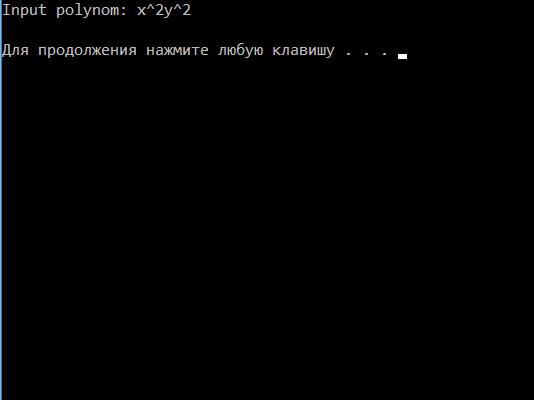 Input polynom: x^2y^2
Для продолжения нажмите любую клавишу . . .